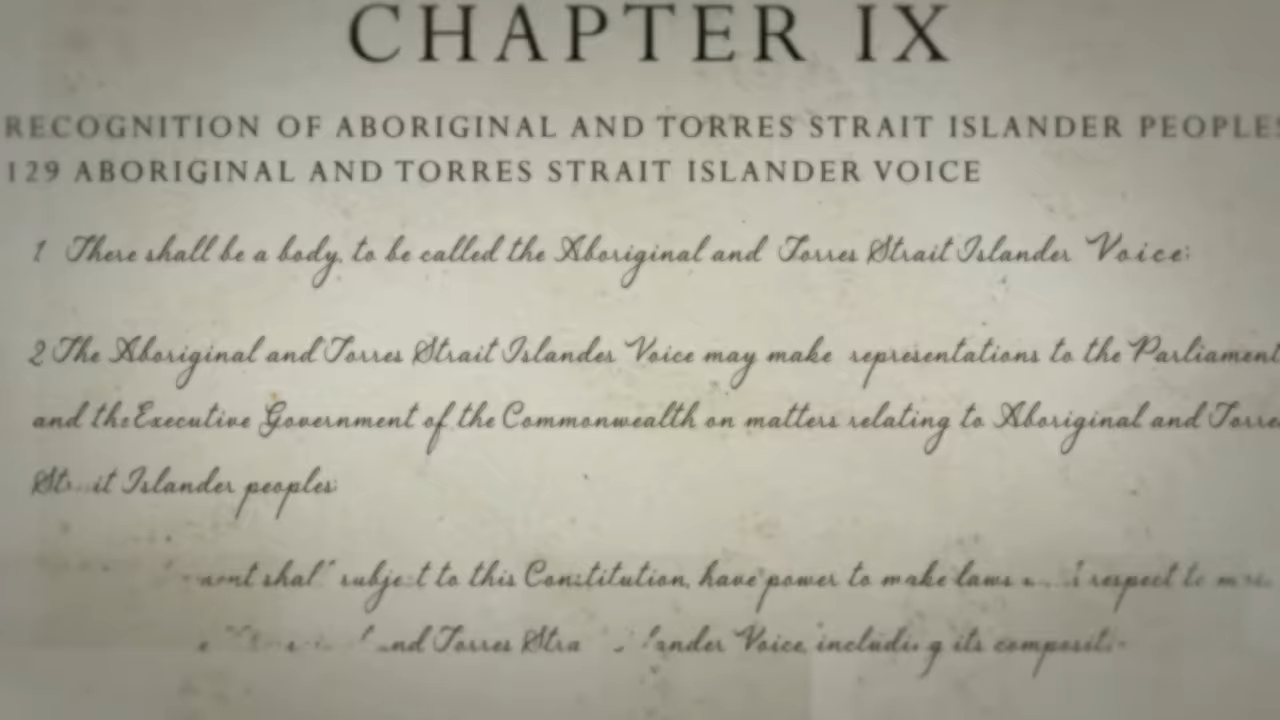 CHAPTER IX
RECOGNITION OF ABORIGINAL AND TORRES STRAIT ISLANDER PEOPLES
129 ABORIGINAL AND TORRES STRAIT ISLANDER VOICE
1 There shall be a body, to be called the Aboriginal and Torres Strait Islander Voice;
2 The Aboriginal and Torres Strait Islander Voice may make representations to the Parliament
and the Executive Government of the Commonwealth on matters relating to Aboriginal and Torres
Islander peoples;
subject to this Constitution, have power to make laws respect to
and Torres Voice, including its